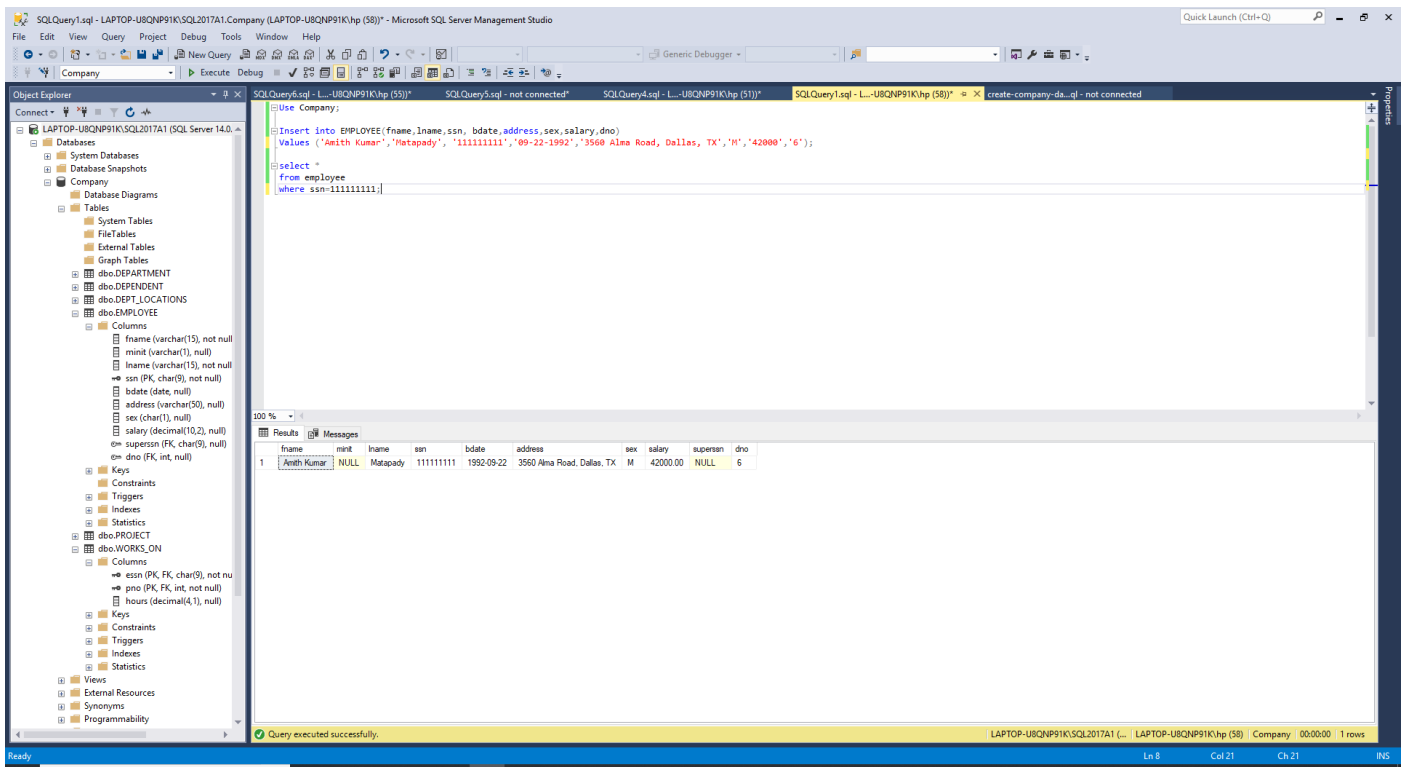 SQLQuery1.sql - LAPTOP-U8QNP91K\SQL2017A1.Company (LAPTOP-U8QNP91K\hp (58))* - Microsoft SQL Server Management Studio
Quick Launch (Ctrl+Q)
File Edit View Query Project Debug Tools Window Help
New Query
Generic Debugger
Company
Execute Debug
Object Explorer
SQLQuery6.sql - L...-U8QNP91K\hp (55))*
SQLQuery5.sql - not connected*
SQLQuery4.sql - L...-U8QNP91K\hp (51))*
SQLQuery1.sql - L...-U8QNP91K\hp (58))*
create-company-da...ql - not connected
Properties
Connect
LAPTOP-U8QNP91K\SQL2017A1 (SQL Server 14.0.
Databases
System Databases
Database Snapshots
Company
Database Diagrams
Tables
System Tables
FileTables
External Tables
Graph Tables
dbo.DEPARTMENT
dbo.DEPENDENT
dbo.DEPT_LOCATIONS
dbo.EMPLOYEE
Columns
fname (varchar(15), not null
minit (varchar(1), null)
lname (varchar(15), not null
ssn (PK, char(9), not null)
bdate (date, null)
address (varchar(50), null)
sex (char(1), null)
salary (decimal(10,2), null)
superssn (FK, char(9), null)
dno (FK, int, null)
Keys
Constraints
Triggers
Indexes
Statistics
dbo.PROJECT
dbo.WORKS_ON
Columns
essn (PK, FK, char(9), not nu
pno (PK, FK, int, not null)
hours (decimal(4,1), null)
Keys
Constraints
Triggers
Indexes
Statistics
Views
External Resources
Synonyms
Programmability
Use Company;
Insert into EMPLOYEE(fname,lname,ssn, bdate,address,sex,salary,dno)
Values ('Amith Kumar','Matapady', '111111111','09-22-1992','3560 Alma Road, Dallas, TX','M','42000','6');
select *
from employee
where ssn=111111111;
100 %
Results Messages
fname minit lname ssn bdate address sex salary superssn dno
1 Amith Kumar NULL Matapady 111111111 1992-09-22 3560 Alma Road, Dallas, TX M 42000.00 NULL 6
Query executed successfully.
LAPTOP-U8QNP91K\SQL2017A1 (... LAPTOP-U8QNP91K\hp (58) Company 00:00:00 1 rows
Ready
Ln 8 Col 21 Ch 21 INS